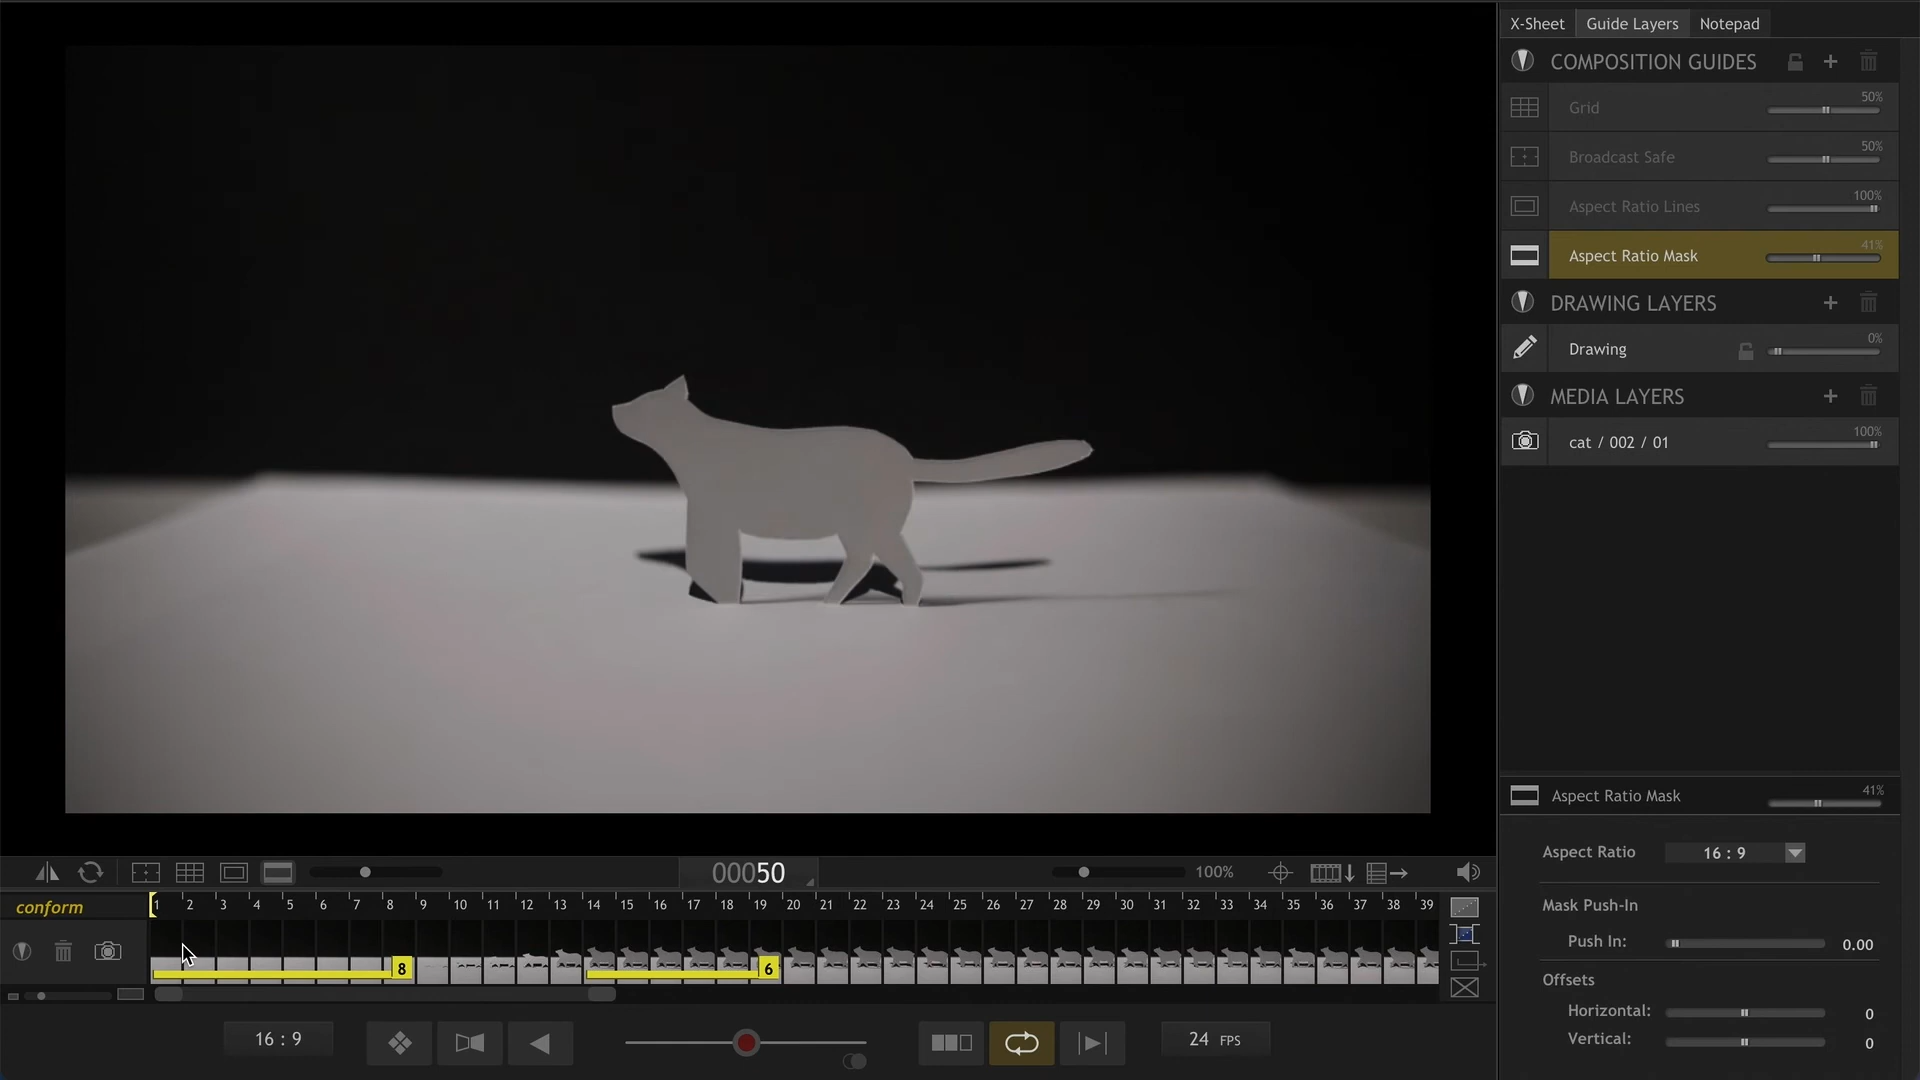 X-Sheet Guide Layers Notepad
COMPOSITION GUIDES
Grid 50%
Broadcast Safe 50%
Aspect Ratio Lines 100%
Aspect Ratio Mask 41%
DRAWING LAYERS
Drawing 0%
MEDIA LAYERS
cat / 002 / 01 100%
Aspect Ratio Mask 41%
Aspect Ratio 16 : 9
Mask Push-In
Push In: 0.00
Offsets
Horizontal: 0
Vertical: 0
00050 100%
conform 1 2 3 4 5 6 7 8 9 10 11 12 13 14 15 16 17 18 19 20 21 22 23 24 25 26 27 28 29 30 31 32 33 34 35 36 37 38 39
8 6
16 : 9 24 FPS